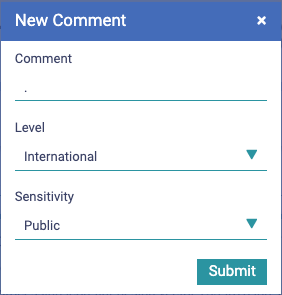 New Comment ×
Comment
.
Level
International
Sensitivity
Public
Submit